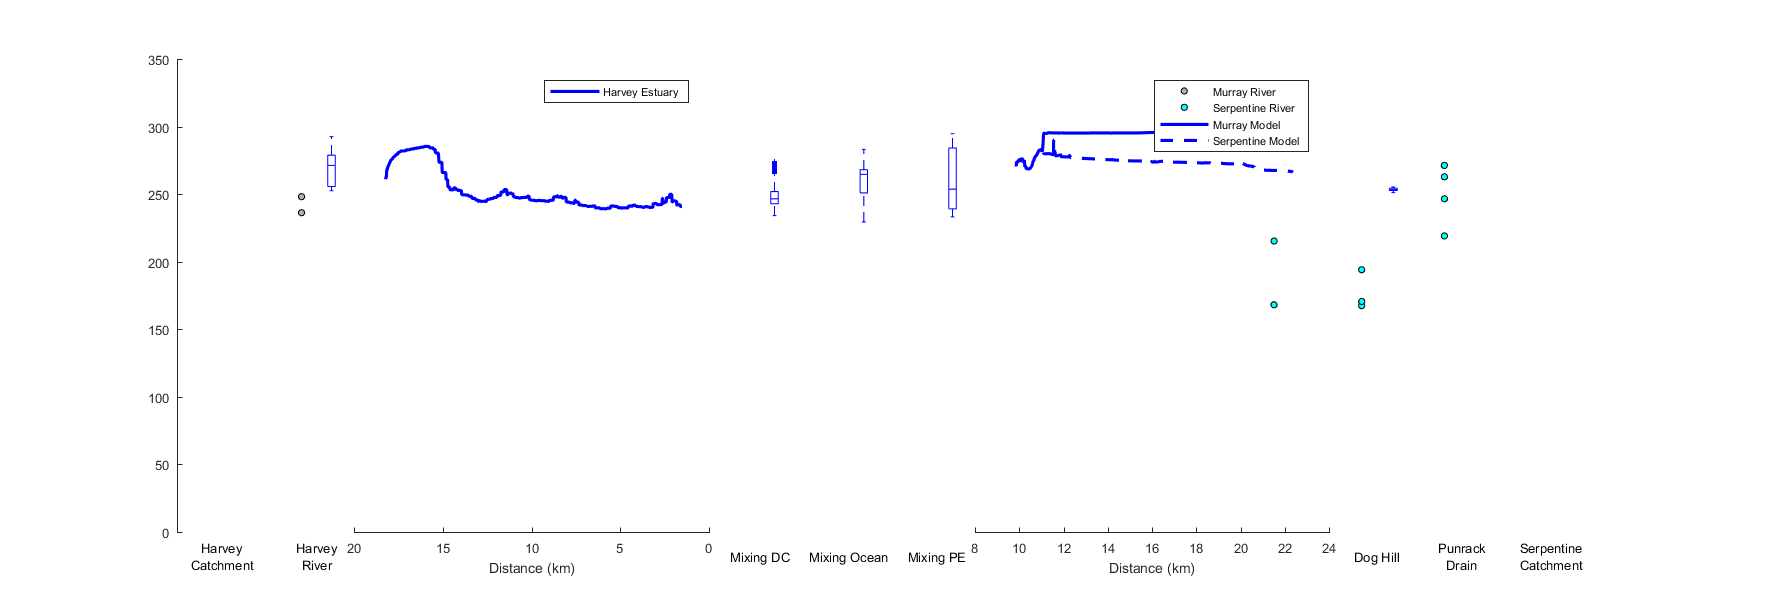 350
300
250
200
150
100
50
0
Harvey Estuary
Murray River
Serpentine River
Murray Model
Serpentine Model
Harvey
Catchment
Harvey
River
20 15 10 5 0
Distance (km)
Mixing DC
Mixing Ocean
Mixing PE
8 10 12 14 16 18 20 22 24
Distance (km)
Dog Hill
Punrack
Drain
Serpentine
Catchment